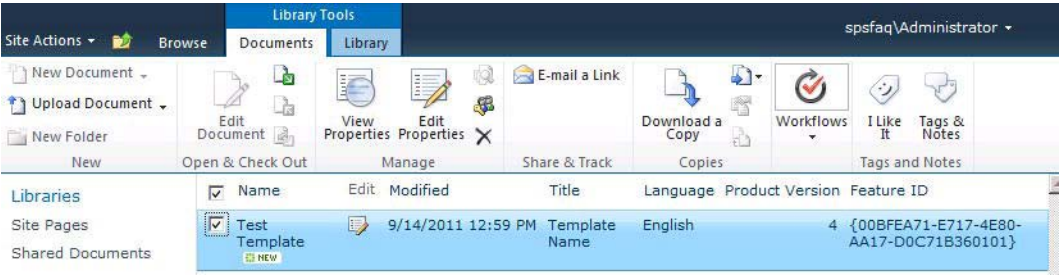 Library Tools
Site Actions
Browse
Documents
Library
spsfaq\Administrator
New Document
Upload Document
New Folder
New
Edit
Document
Open & Check Out
View
Properties
Edit
Properties
Manage
E-mail a Link
Share & Track
Download a
Copy
Copies
Workflows
I Like
It
Tags &
Notes
Tags and Notes
Libraries
Site Pages
Shared Documents
Name Edit Modified Title Language Product Version Feature ID
Test Template 9/14/2011 12:59 PM Template Name English 4 {00BFEA71-E717-4E80-
AA17-D0C71B360101}
NEW